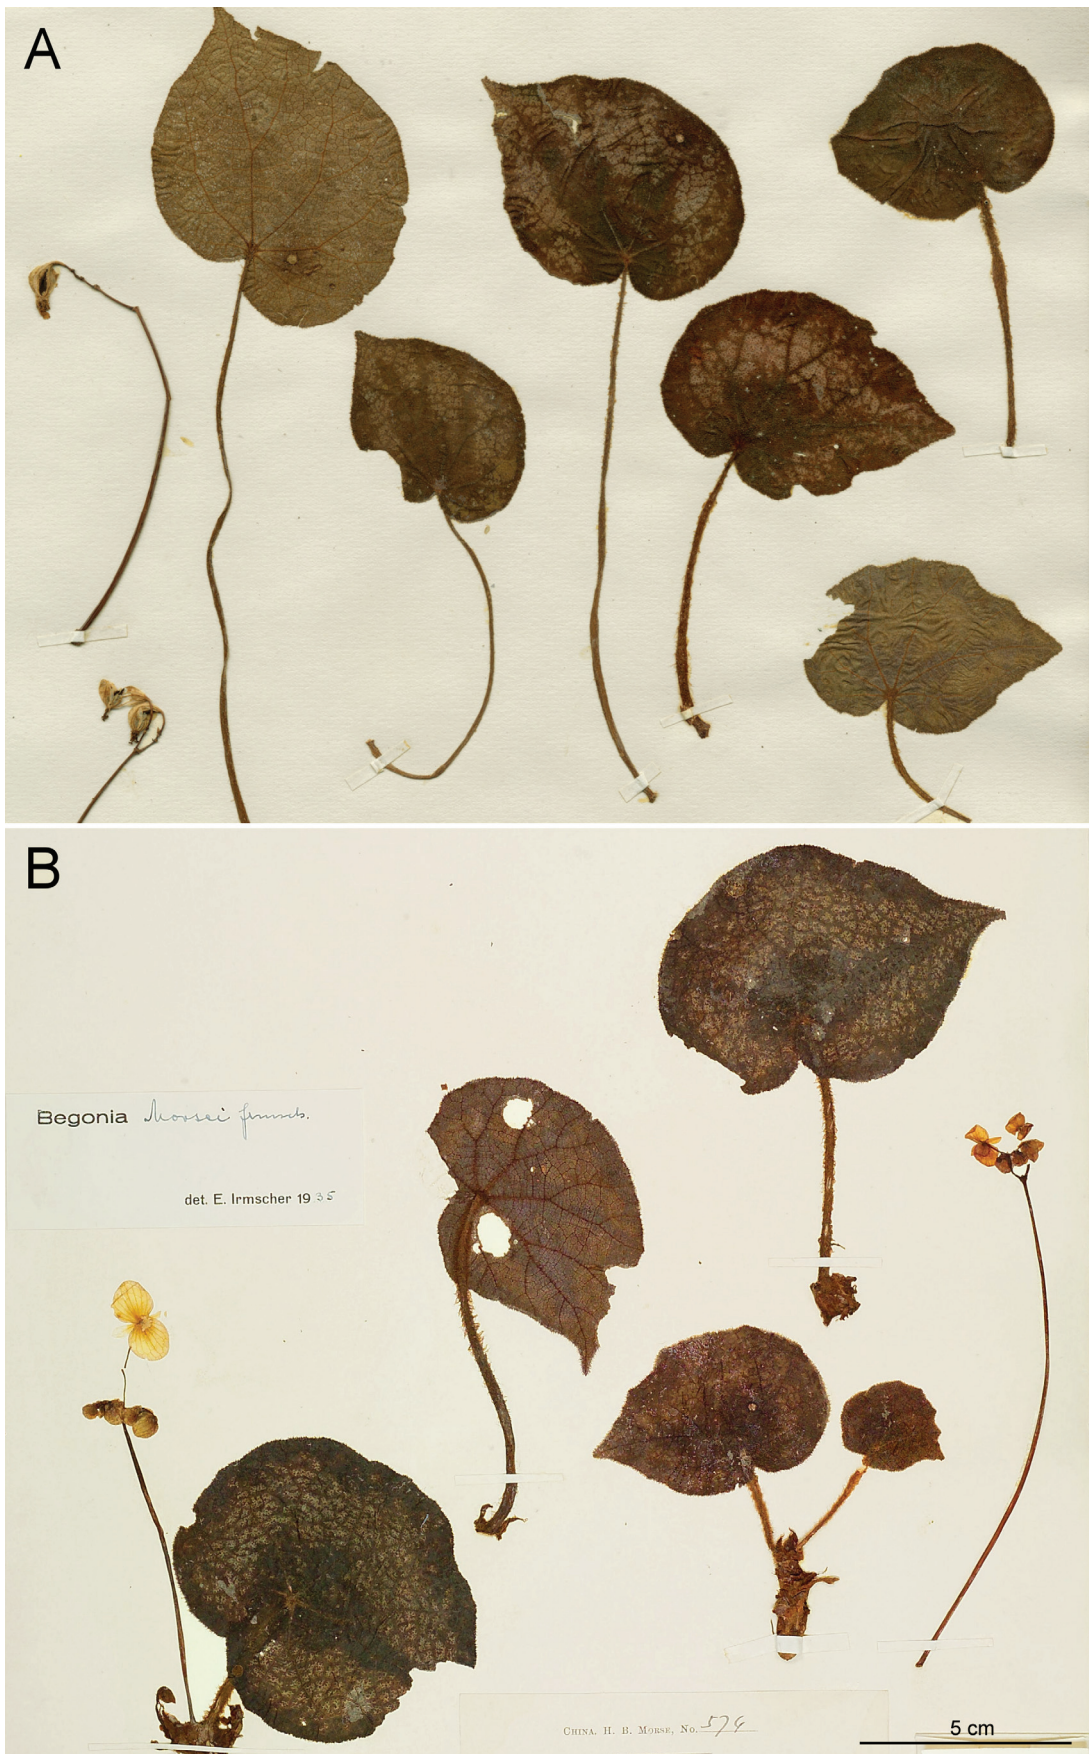 A
B
Begonia Morsei Irmsch.
det. E. Irmscher 1935
CHINA. H. B. MORSE, No. 574
5 cm